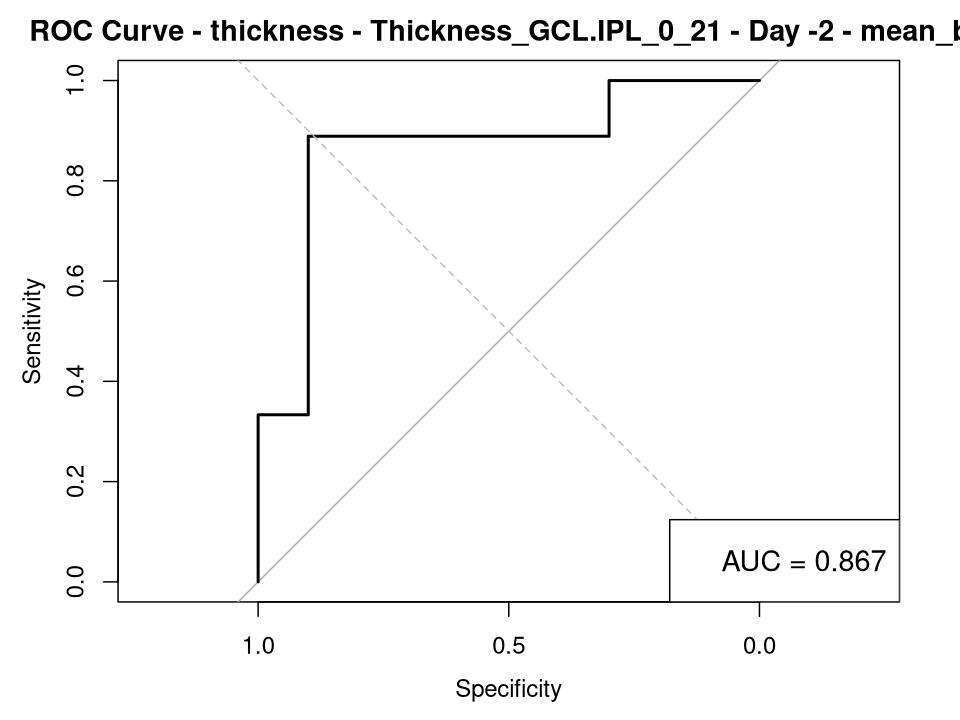 ROC Curve - thickness - Thickness_GCL.IPL_0_21 - Day -2 - mean_b
1.0
0.8
0.6
0.4
0.2
0.0
Sensitivity
AUC = 0.867
1.0 0.5 0.0
Specificity